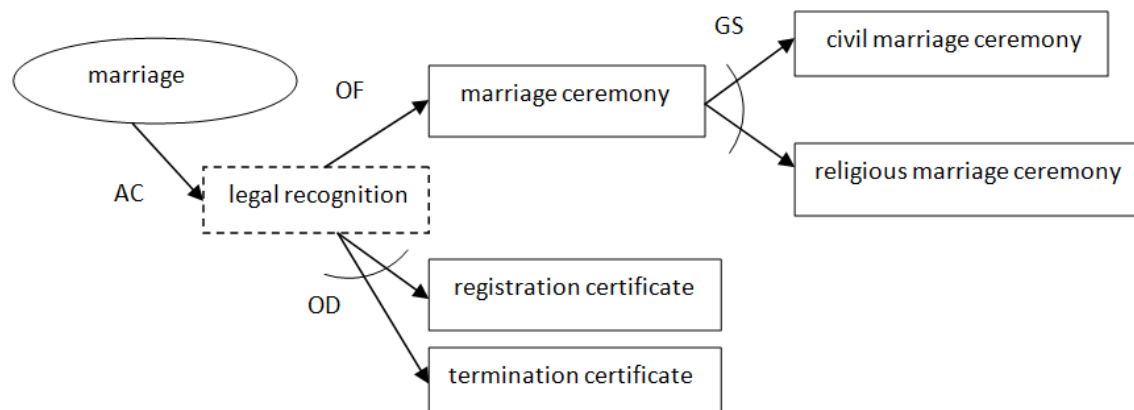 GS
civil marriage ceremony
marriage
OF
marriage ceremony
religious marriage ceremony
AC
legal recognition
registration certificate
OD
termination certificate